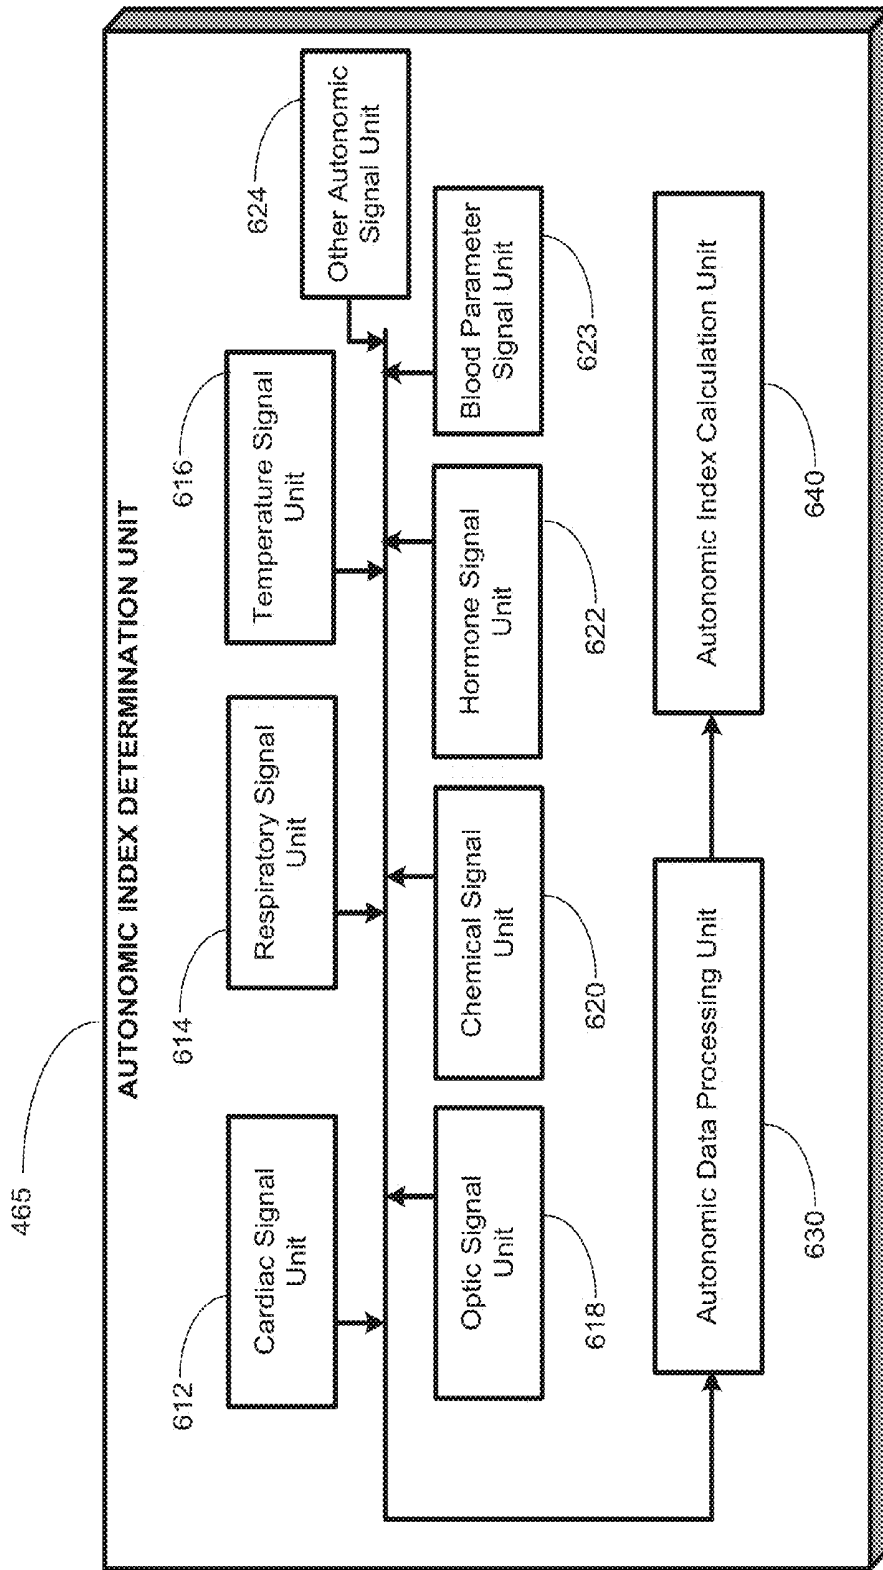 465
AUTONOMIC INDEX DETERMINATION UNIT
612
Cardiac Signal
Unit
614
Respiratory Signal
Unit
616
Temperature Signal
Unit
624
Other Autonomic
Signal Unit
Optic Signal
Unit
618
Chemical Signal
Unit
620
Hormone Signal
Unit
622
Blood Parameter
Signal Unit
623
Autonomic Data Processing Unit
630
Autonomic Index Calculation Unit
640